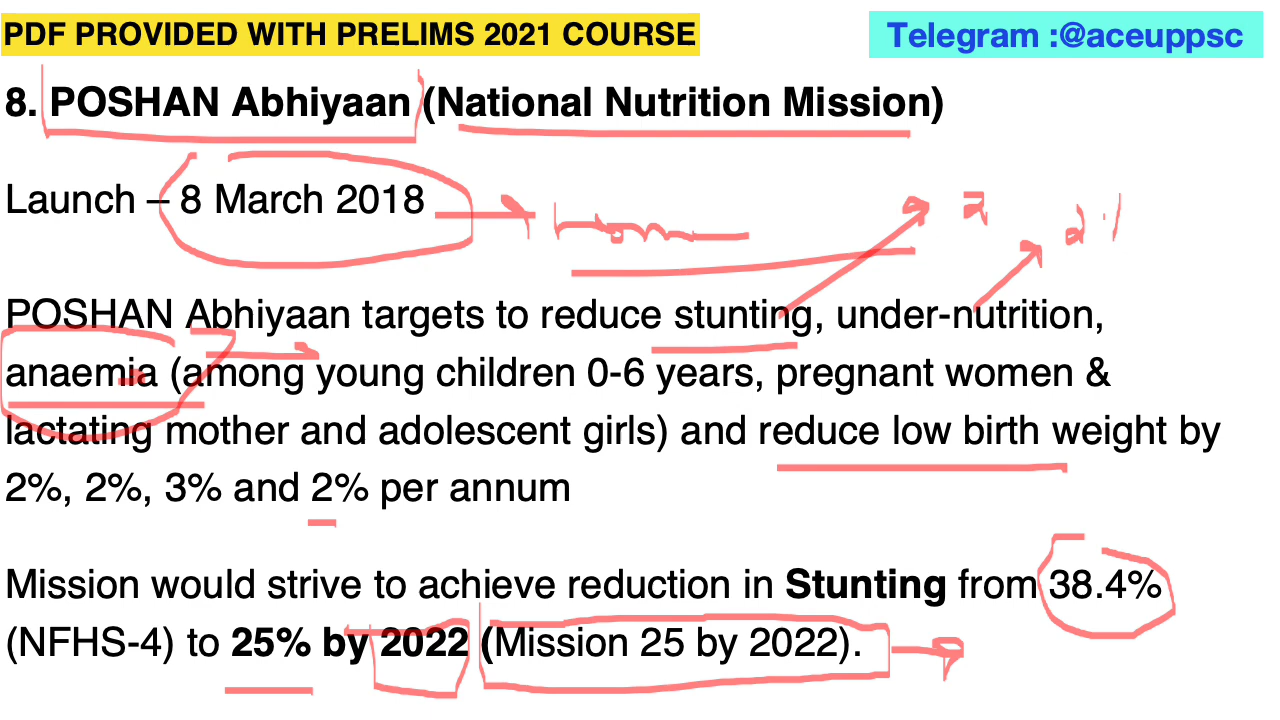 PDF PROVIDED WITH PRELIMS 2021 COURSE
Telegram :@aceuppsc
8. POSHAN Abhiyaan (National Nutrition Mission)
Launch – 8 March 2018
2
2.1
POSHAN Abhiyaan targets to reduce stunting, under-nutrition,
anaemia (among young children 0-6 years, pregnant women &
lactating mother and adolescent girls) and reduce low birth weight by
2%, 2%, 3% and 2% per annum
Mission would strive to achieve reduction in Stunting from 38.4%
(NFHS-4) to 25% by 2022 (Mission 25 by 2022).